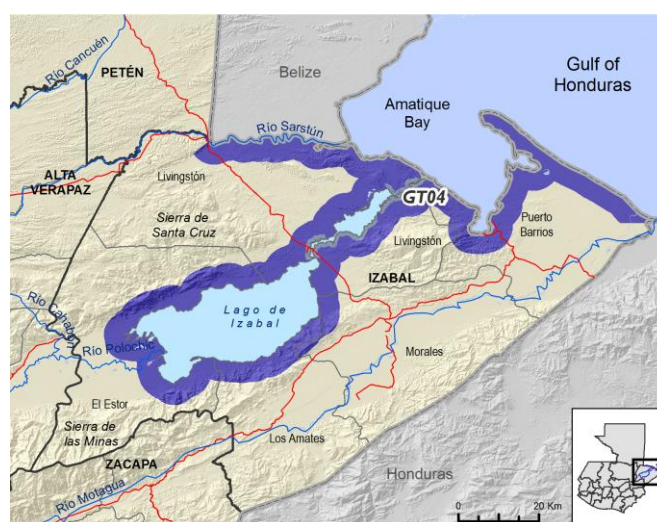 Río Cancuén
PETÉN
Belize
Gulf of
Honduras
Amatique
Bay
Río Sarstún
ALTA
VERAPAZ
Livingstón
GT04
Sierra de
Santa Cruz
Livingstón
Puerto
Barrios
IZABAL
Río Cahabón
Lago de
Izabal
Río Polochic
Morales
El Estor
Sierra de
las Minas
Los Amates
ZACAPA
Honduras
Río Motagua
0
20 Km